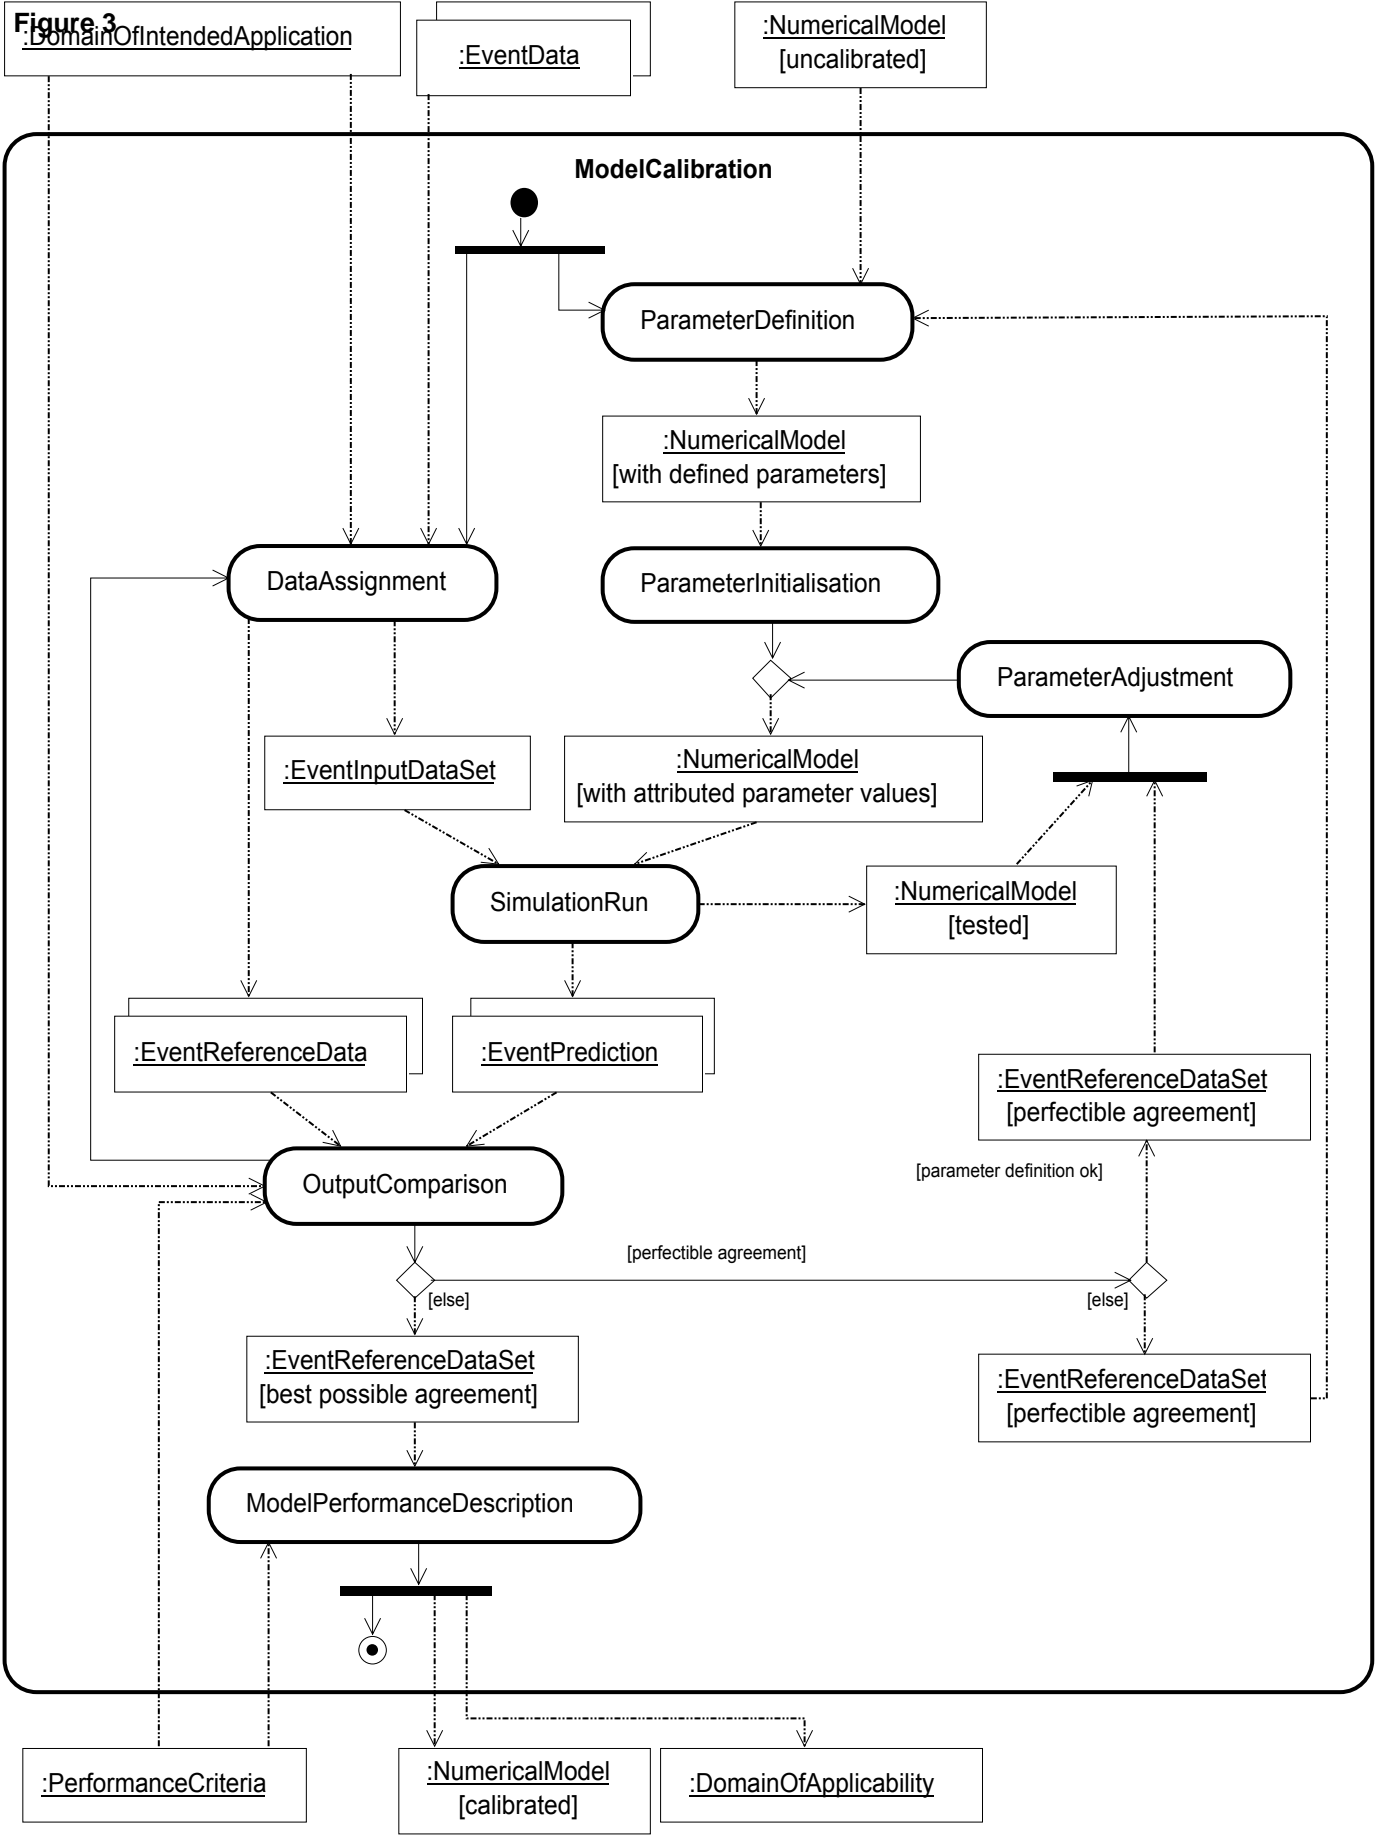 Figure 3
:DomainOfIntendedApplication
:EventData
:NumericalModel
[uncalibrated]
ModelCalibration
ParameterDefinition
:NumericalModel
[with defined parameters]
DataAssignment
ParameterInitialisation
ParameterAdjustment
:EventInputDataSet
:NumericalModel
[with attributed parameter values]
SimulationRun
:NumericalModel
[tested]
:EventReferenceData
:EventPrediction
:EventReferenceDataSet
[perfectible agreement]
[parameter definition ok]
OutputComparison
[perfectible agreement]
[else]
[else]
:EventReferenceDataSet
[best possible agreement]
:EventReferenceDataSet
[perfectible agreement]
ModelPerformanceDescription
:PerformanceCriteria
:NumericalModel
[calibrated]
:DomainOfApplicability